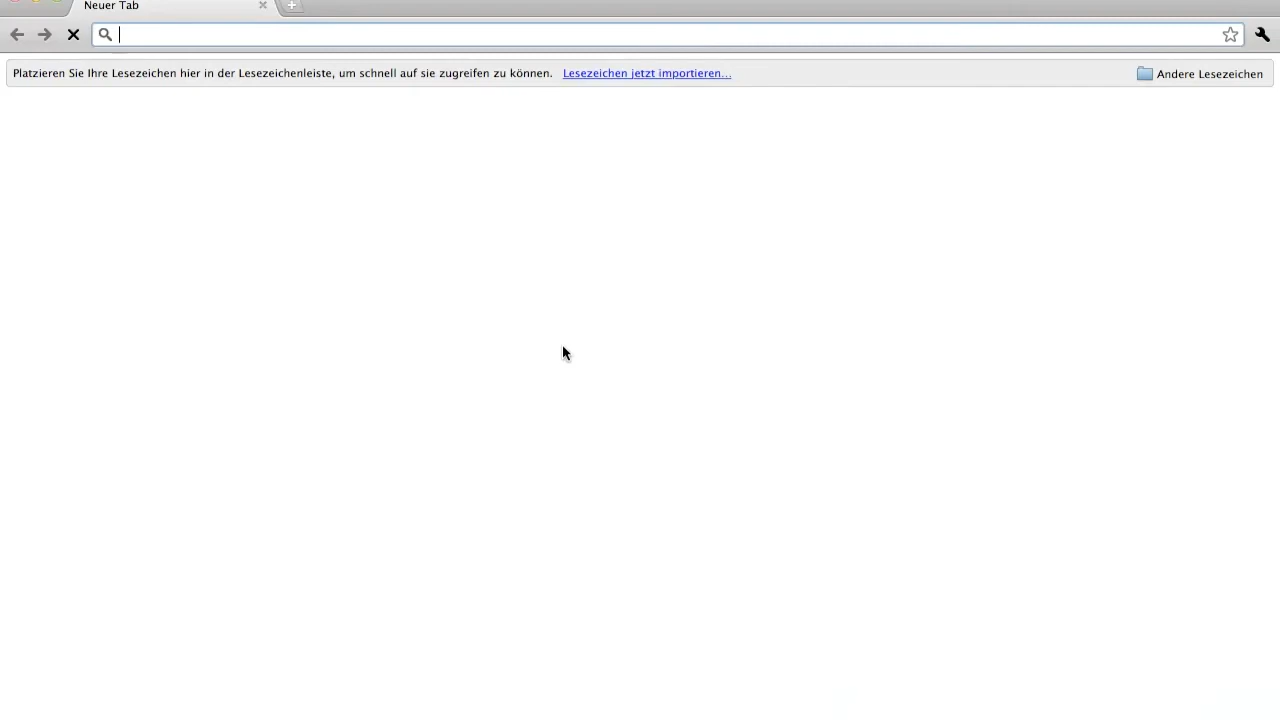 Neuer Tab
Platzieren Sie Ihre Lesezeichen hier in der Lesezeichenleiste, um schnell auf sie zugreifen zu können. Lesezeichen jetzt importieren... Andere Lesezeichen